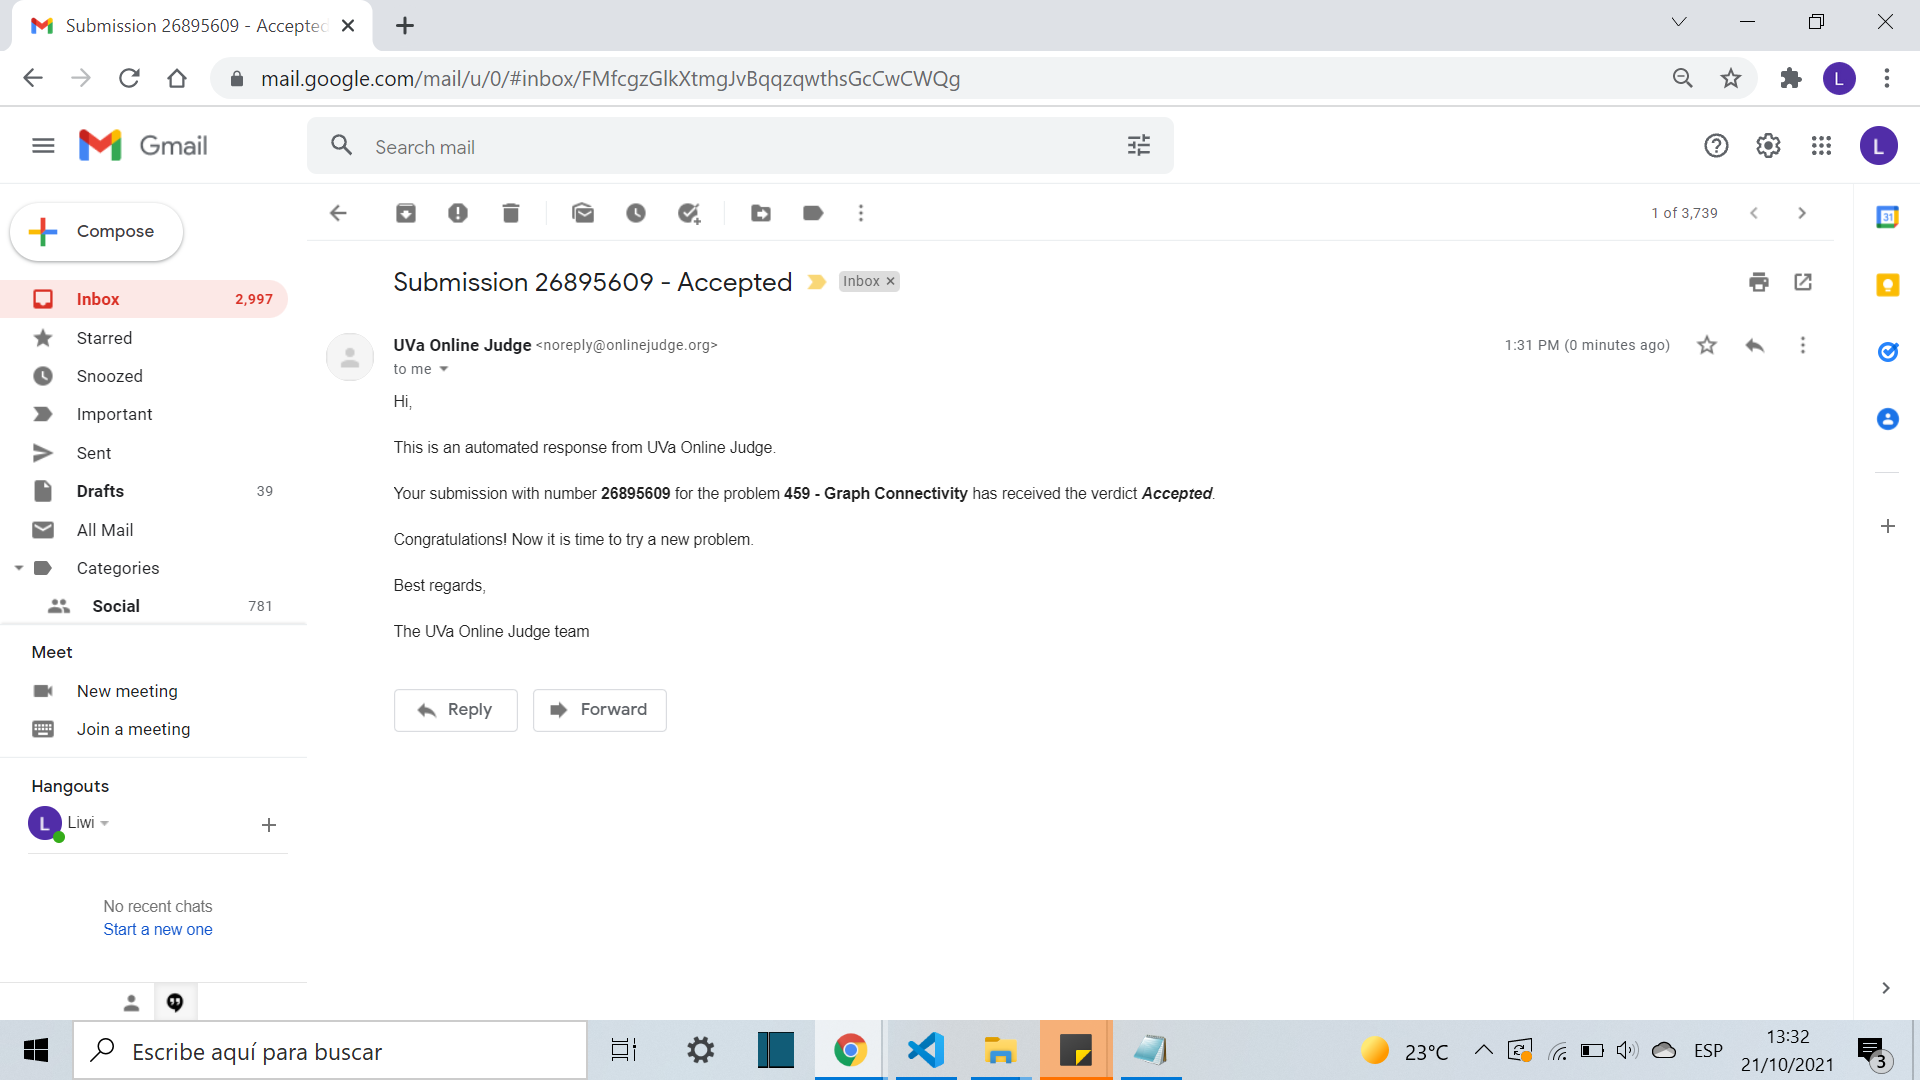 Submission 26895609 - Accepted
mail.google.com/mail/u/0/#inbox/FMfcgzGlkXtmgJvBqqzqwthsGcCwCWQg
L
Gmail
Search mail
L
Compose
1 of 3,739
31
Submission 26895609 - Accepted
Inbox
Inbox 2,997
Starred
Snoozed
Important
Sent
Drafts 39
All Mail
Categories
Social 781
UVa Online Judge <noreply@onlinejudge.org>
1:31 PM (0 minutes ago)
to me
Hi,
This is an automated response from UVa Online Judge.
Your submission with number 26895609 for the problem 459 - Graph Connectivity has received the verdict Accepted.
Congratulations! Now it is time to try a new problem.
Best regards,
The UVa Online Judge team
Reply
Forward
Meet
New meeting
Join a meeting
Hangouts
L Liwi
No recent chats
Start a new one
Escribe aquí para buscar
23°C
ESP
13:32
21/10/2021
3